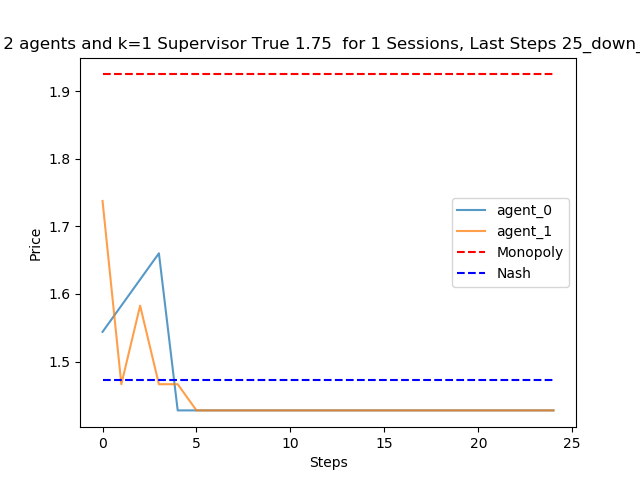 2 agents and k=1 Supervisor True 1.75  for 1 Sessions, Last Steps 25_down_
1.9
1.8
1.7
1.6
1.5
Price
agent_0
agent_1
Monopoly
Nash
0
5
10
15
20
25
Steps